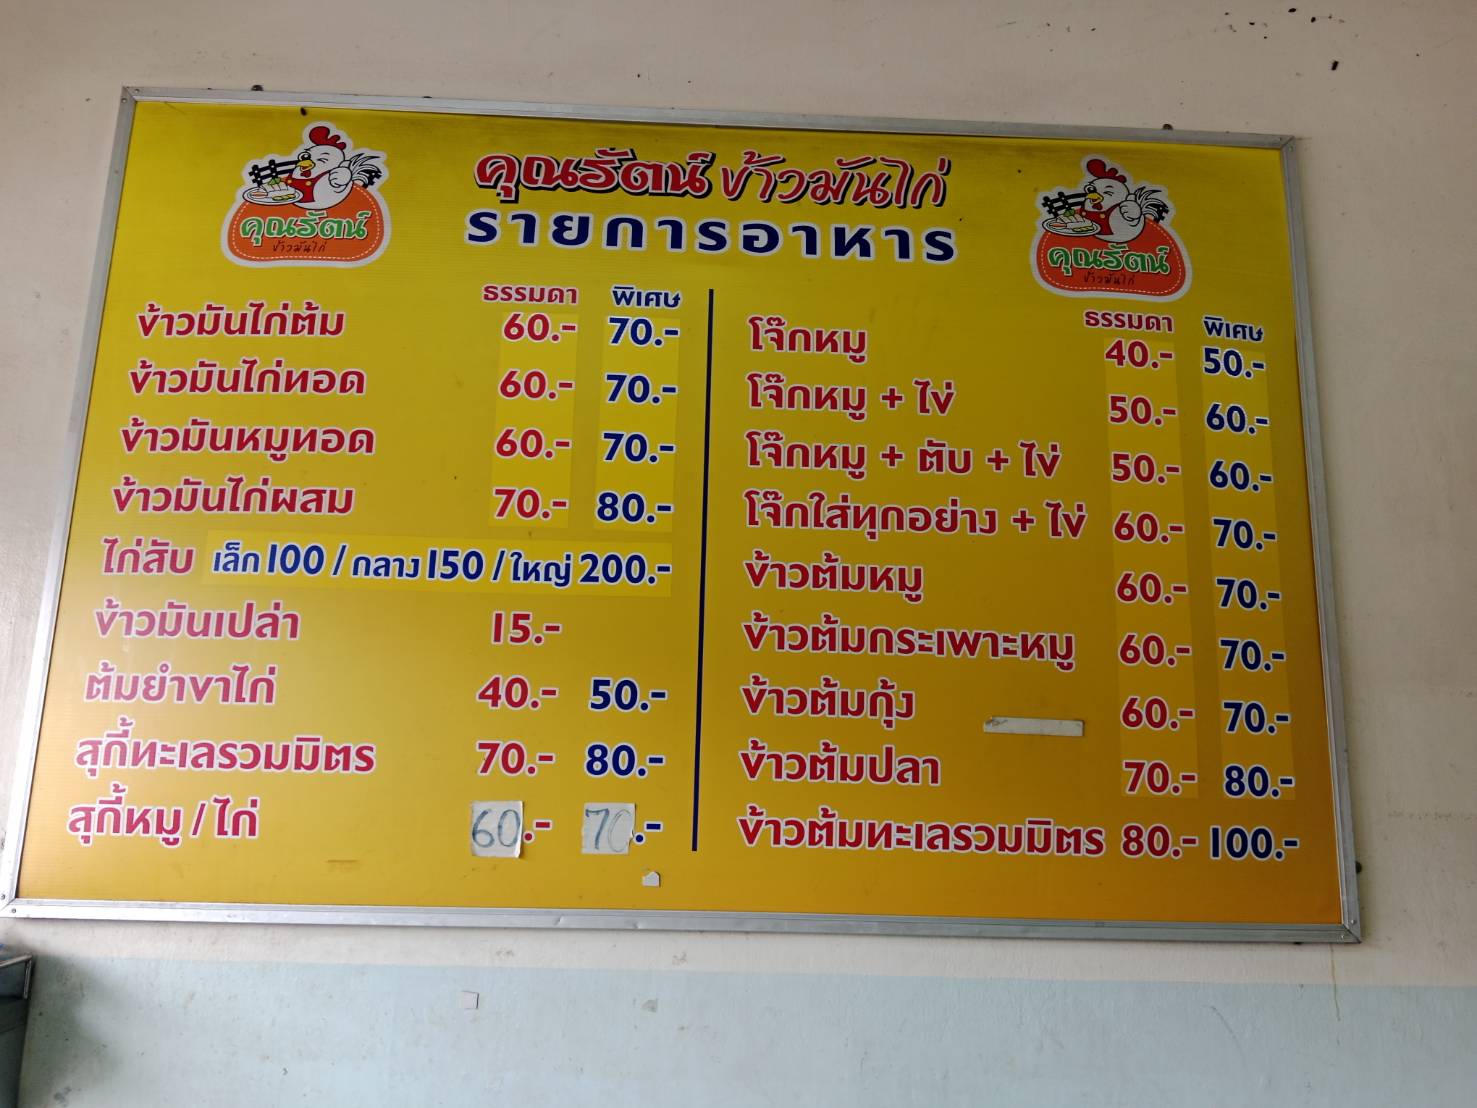 คุณรัตน์
ข้าวมันไก่
คุณรัตน์ ข้าวมันไก่
รายการอาหาร
คุณรัตน์
ข้าวมันไก่
ธรรมดา พิเศษ
ข้าวมันไก่ต้ม 60.- 70.-
ข้าวมันไก่ทอด 60.- 70.-
ข้าวมันหมูทอด 60.- 70.-
ข้าวมันไก่ผสม 70.- 80.-
ไก่สับ เล็ก 100 / กลาง 150 / ใหญ่ 200.-
ข้าวมันเปล่า 15.-
ต้มยำขาไก่ 40.- 50.-
สุกี้ทะเลรวมมิตร 70.- 80.-
สุกี้หมู / ไก่ 60.- 70.-
ธรรมดา พิเศษ
โจ๊กหมู 40.- 50.-
โจ๊กหมู + ไข่ 50.- 60.-
โจ๊กหมู + ตับ + ไข่ 50.- 60.-
โจ๊กใส่ทุกอย่าง + ไข่ 60.- 70.-
ข้าวต้มหมู 60.- 70.-
ข้าวต้มกระเพาะหมู 60.- 70.-
ข้าวต้มกุ้ง 60.- 70.-
ข้าวต้มปลา 70.- 80.-
ข้าวต้มทะเลรวมมิตร 80.- 100.-